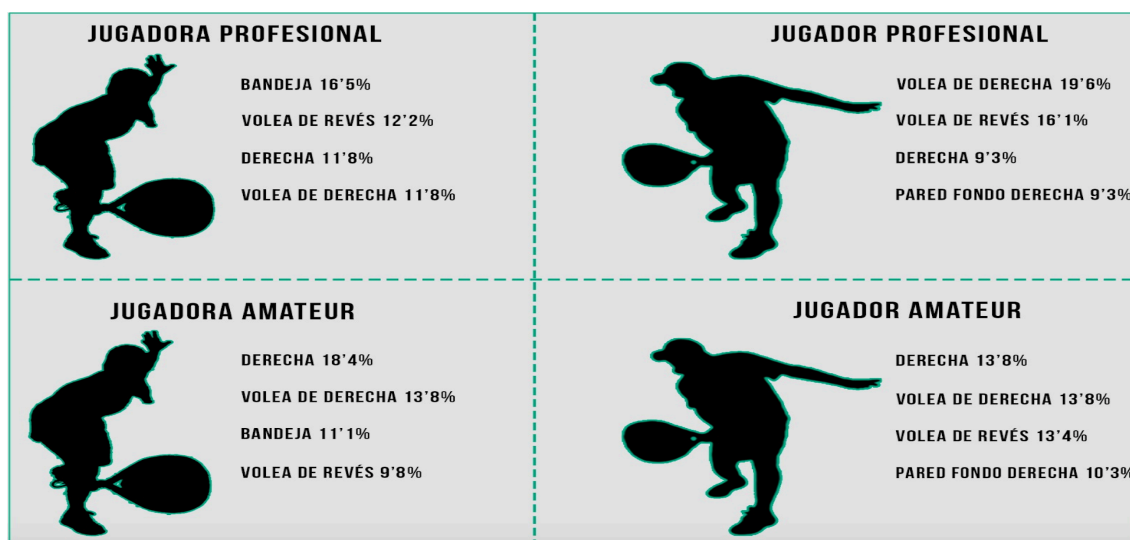 JUGADORA PROFESIONAL
BANDEJA 16'5%
VOLEA DE REVÉS 12'2%
DERECHA 11'8%
VOLEA DE DERECHA 11'8%
JUGADOR PROFESIONAL
VOLEA DE DERECHA 19'6%
VOLEA DE REVÉS 16'1%
DERECHA 9'3%
PARED FONDO DERECHA 9'3%
JUGADORA AMATEUR
DERECHA 18'4%
VOLEA DE DERECHA 13'8%
BANDEJA 11'1%
VOLEA DE REVÉS 9'8%
JUGADOR AMATEUR
DERECHA 13'8%
VOLEA DE DERECHA 13'8%
VOLEA DE REVÉS 13'4%
PARED FONDO DERECHA 10'3%